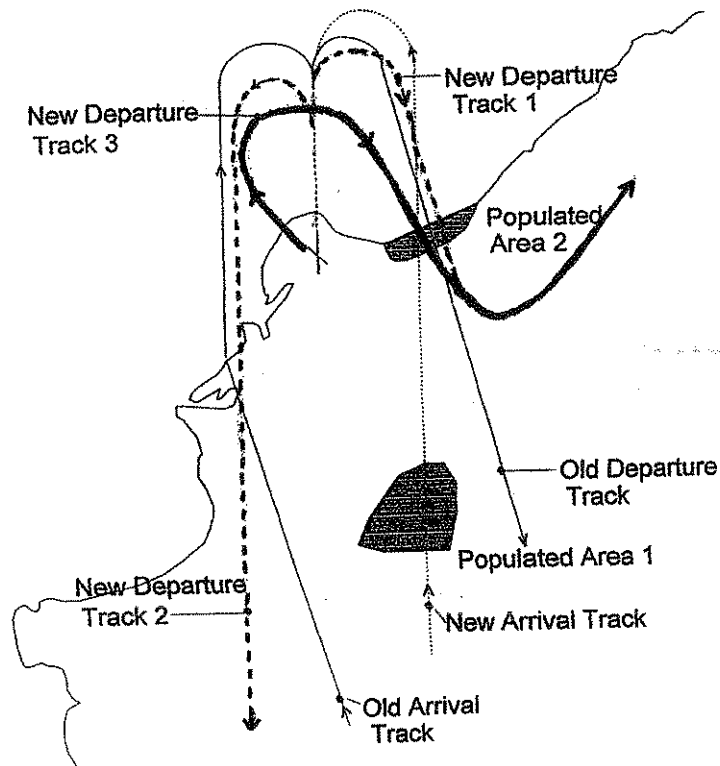 New Departure
Track 1
New Departure
Track 3
Populated
Area 2
Old Departure
Track
Populated Area 1
New Departure
Track 2
New Arrival Track
Old Arrival
Track